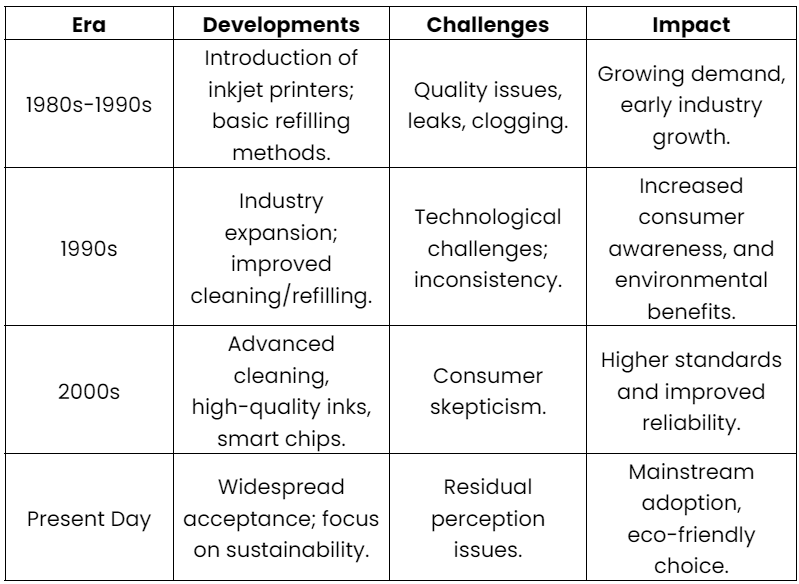 Era Developments Challenges Impact
1980s-1990s
Introduction of
inkjet printers;
basic refilling
methods.
Quality issues,
leaks, clogging.
Growing demand,
early industry
growth.
1990s
Industry
expansion;
improved
cleaning/refilling.
Technological
challenges;
inconsistency.
Increased
consumer
awareness, and
environmental
benefits.
2000s
Advanced
cleaning,
high-quality inks,
smart chips.
Consumer
skepticism.
Higher standards
and improved
reliability.
Present Day
Widespread
acceptance; focus
on sustainability.
Residual
perception
issues.
Mainstream
adoption,
eco-friendly
choice.